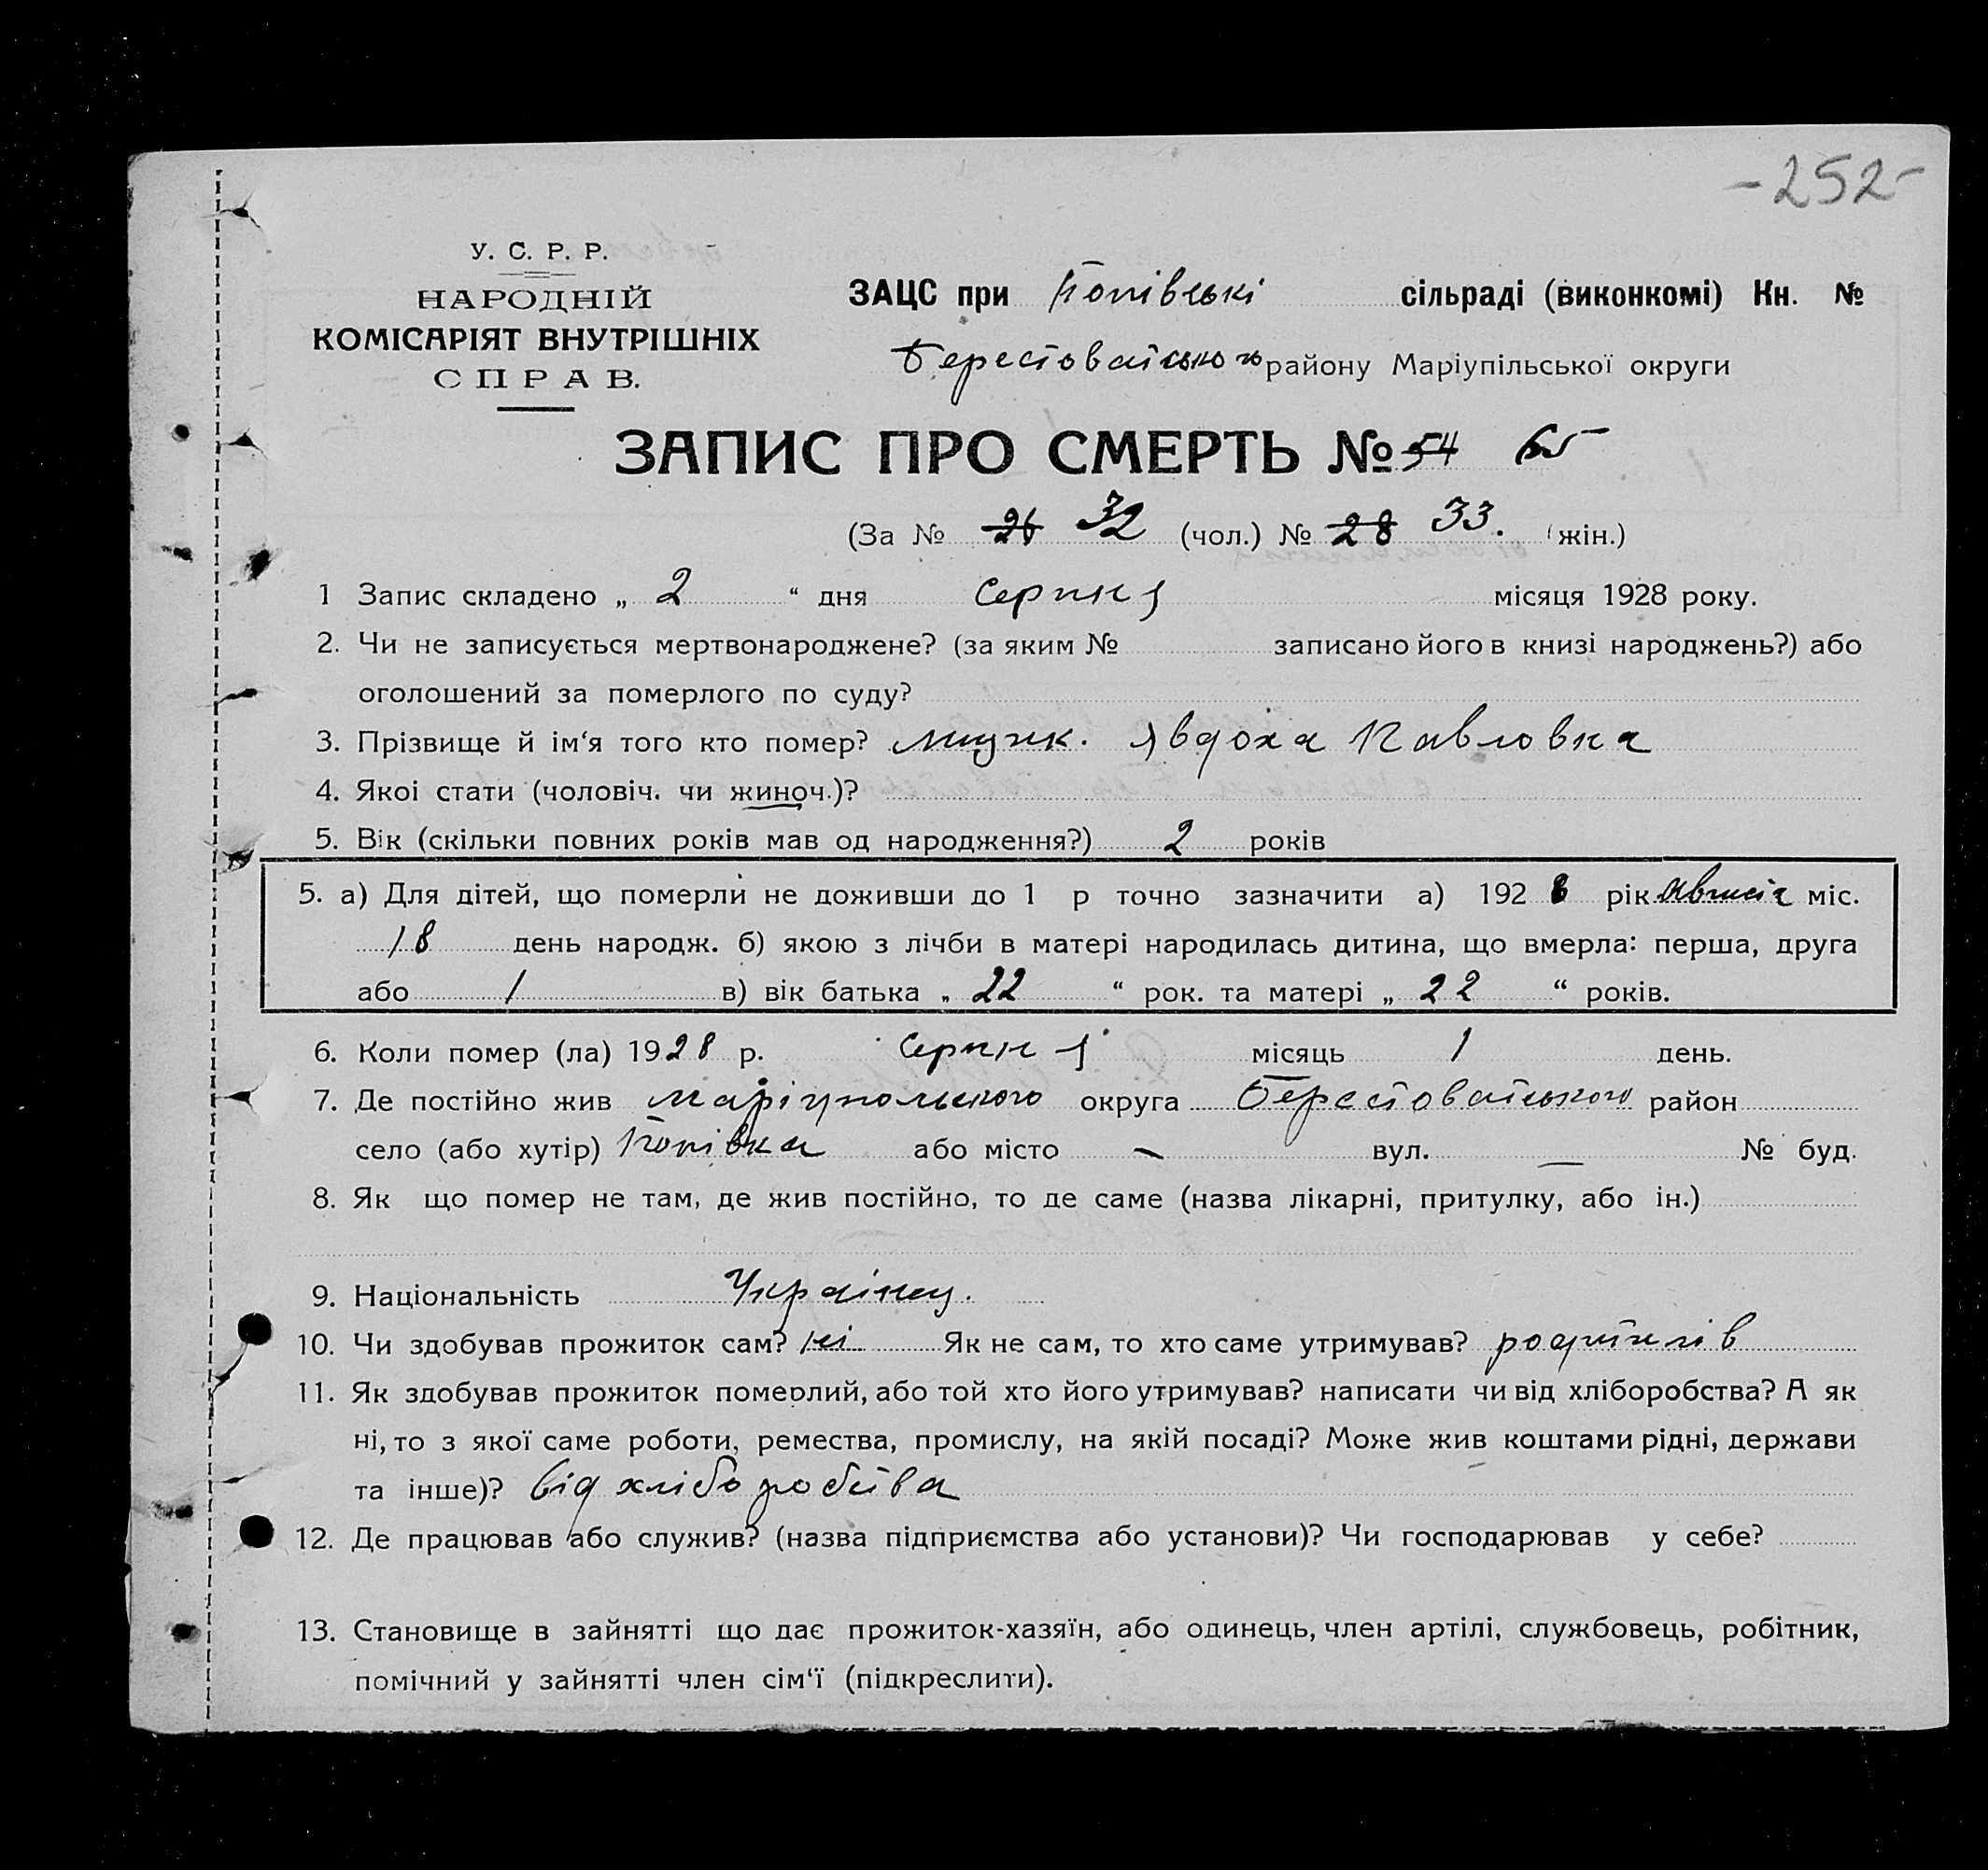 -252-
У. С. Р. Р.
НАРОДНІЙ
КОМІСАРІЯТ ВНУТРІШНІХ
СПРАВ.
ЗАЦС при Попівські сільраді (виконкомі) Кн. №
Берестоватського району Маріупільської округи
ЗАПИС ПРО СМЕРТЬ № 54 65
(За № 26 32 (чол.) № 28 33. (жін.)
1 Запис складено „ 2 “ дня Серпня місяця 1928 року.
2. Чи не записується мертвонароджене? (за яким № записано його в книзі народжень?) або
оголошений за померлого по суду?
3. Прізвище й ім‘я того кто помер? Явдоха Павловна
4. Якоі стати (чоловіч. чи жиноч.)?
5. Вік (скільки повних років мав од народження?) 2 років
5. а) Для дітей, що померли не доживши до 1 р точно зазначити а) 1928 рік міс.
18 день народж. б) якою з лічби в матері народилась дитина, що вмерла: перша, друга
або 1 в) вік батька „ 22 “ рок. та матері „ 22 “ років.
6. Коли помер (ла) 1928 р. Серпня місяць 1 день.
7. Де постійно жив Маріупольського округа Берестоватського район
село (або хутір) Попівка або місто — вул. — № буд.
8. Як що помер не там, де жив постійно, то де саме (назва лікарні, притулку, або ін.)
9. Національність Українц.
10. Чи здобував прожиток сам? ні Як не сам, то хто саме утримував? родителів
11. Як здобував прожиток померлий, або той хто його утримував? написати чи від хліборобства? А як
ні, то з якої саме роботи, ремества, промислу, на якій посаді? Може жив коштами рідні, держави
та інше)? від хлібо робства
12. Де працював або служив? (назва підприємства або установи)? Чи господарював у себе?
13. Становище в зайнятті що дає прожиток-хазяїн, або одинець, член артілі, службовець, робітник,
помічний у зайнятті член сім‘ї (підкреслити).